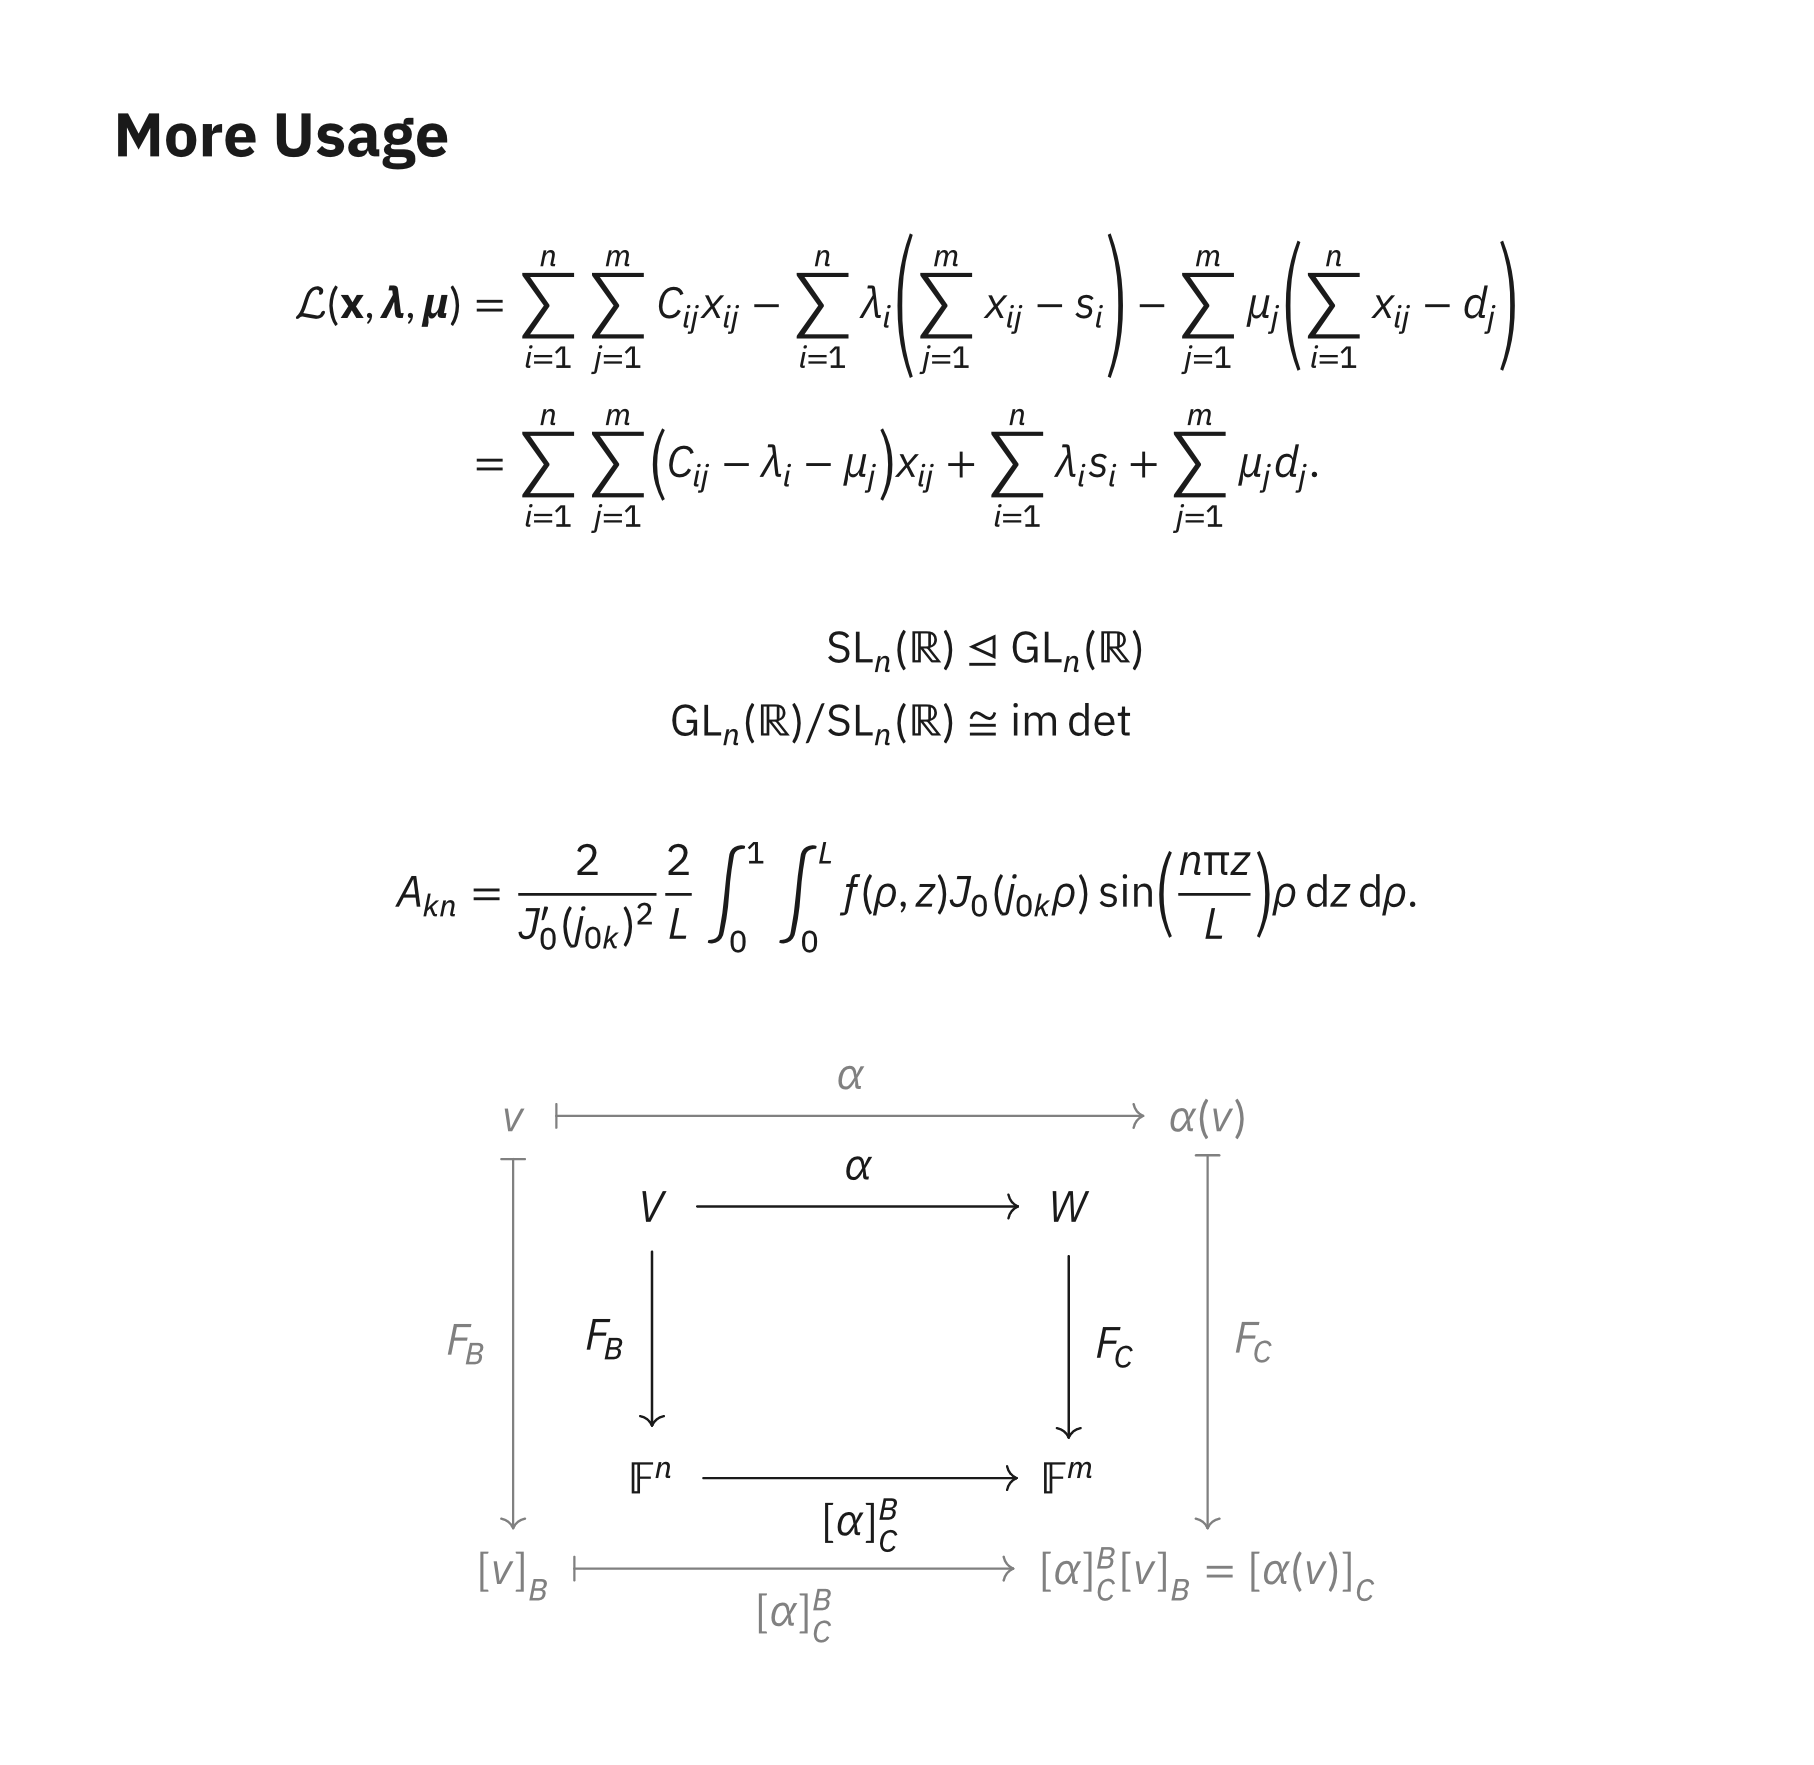 More Usage
ℒ(𝐱, 𝝀, 𝝁) = ∑_{i=1}^{n} ∑_{j=1}^{m} C_{ij}x_{ij} − ∑_{i=1}^{n} λ_i (∑_{j=1}^{m} x_{ij} − s_i) − ∑_{j=1}^{m} μ_j (∑_{i=1}^{n} x_{ij} − d_j)
= ∑_{i=1}^{n} ∑_{j=1}^{m} (C_{ij} − λ_i − μ_j)x_{ij} + ∑_{i=1}^{n} λ_i s_i + ∑_{j=1}^{m} μ_j d_j.
SL_n(ℝ) ⊴ GL_n(ℝ)
GL_n(ℝ)/SL_n(ℝ) ≅ im det
A_{kn} = \frac{2}{J′_0(j_{0k})^2} \frac{2}{L} ∫_0^1 ∫_0^L f(ρ, z)J_0(j_{0k}ρ) sin(\frac{nπz}{L})ρ dz dρ.
α
v α(v)
α
V W
F_B F_B F_C F_C
𝔽^n 𝔽^m
[α]_C^B
[v]_B [α]_C^B[v]_B = [α(v)]_C
[α]_C^B